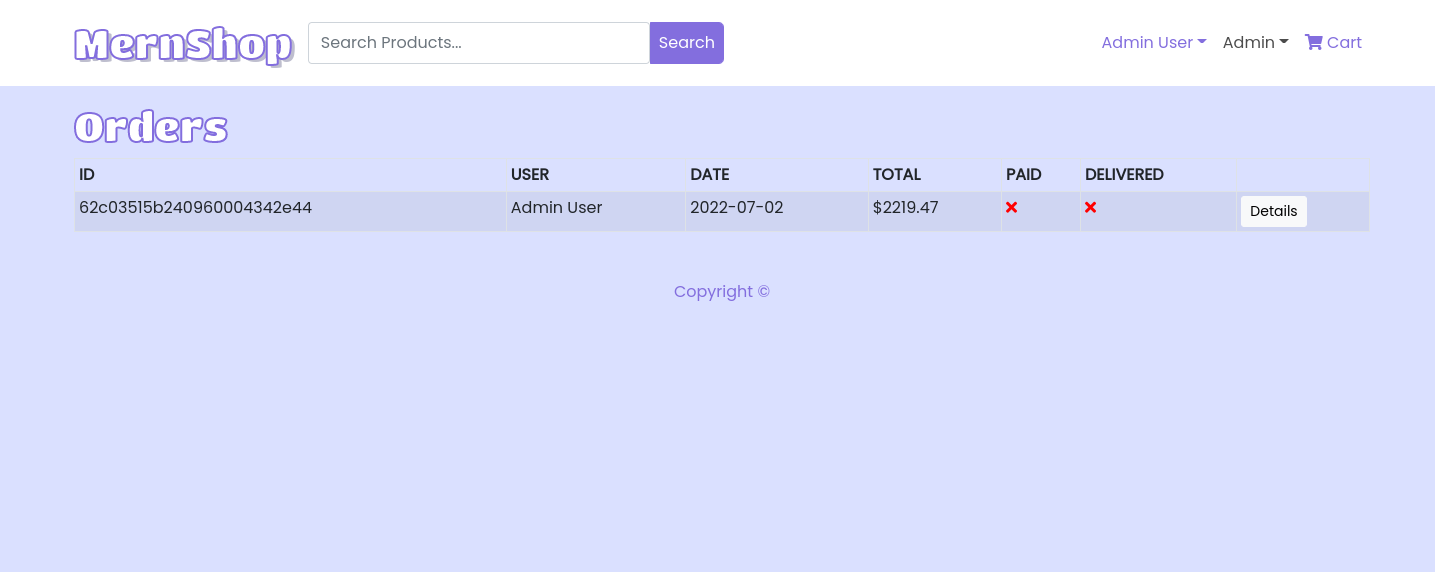 MernShop Search Products... Search Admin User Admin Cart
Orders
ID USER DATE TOTAL PAID DELIVERED
62c03515b240960004342e44 Admin User 2022-07-02 $2219.47 Details
Copyright ©